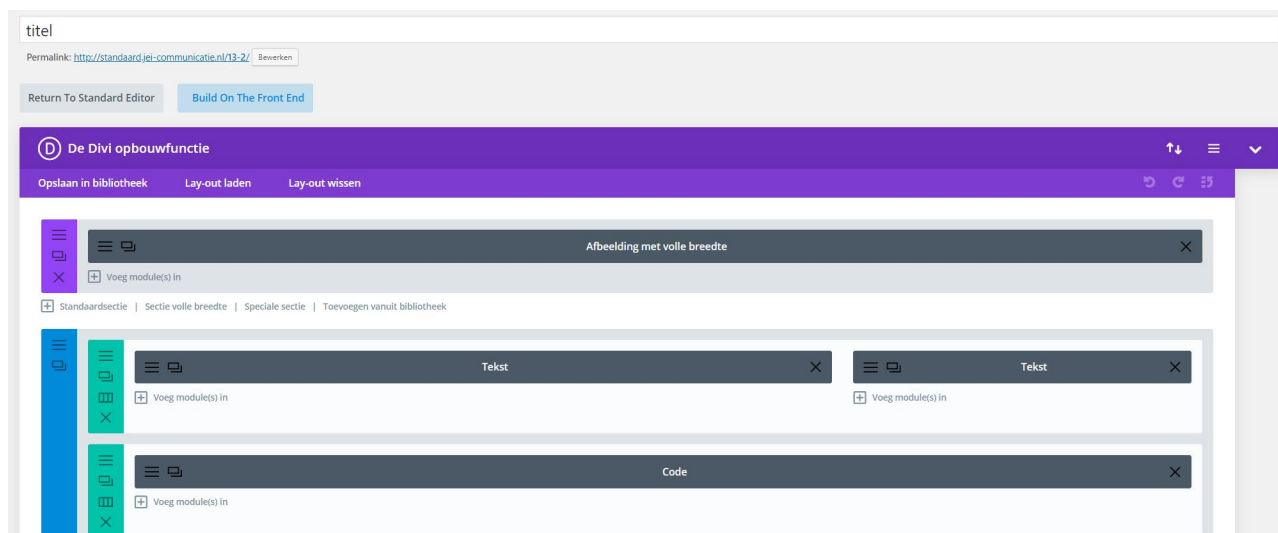 titel
Permalink: http://standaard.jei-communicatie.nl/13-2/ Bewerken
Return To Standard Editor Build On The Front End
D De Divi opbouwfunctie
Opslaan in bibliotheek Lay-out laden Lay-out wissen
Afbeelding met volle breedte
Voeg module(s) in
Standaardsectie | Sectie volle breedte | Speciale sectie | Toevoegen vanuit bibliotheek
Tekst Tekst
Voeg module(s) in Voeg module(s) in
Code
Voeg module(s) in